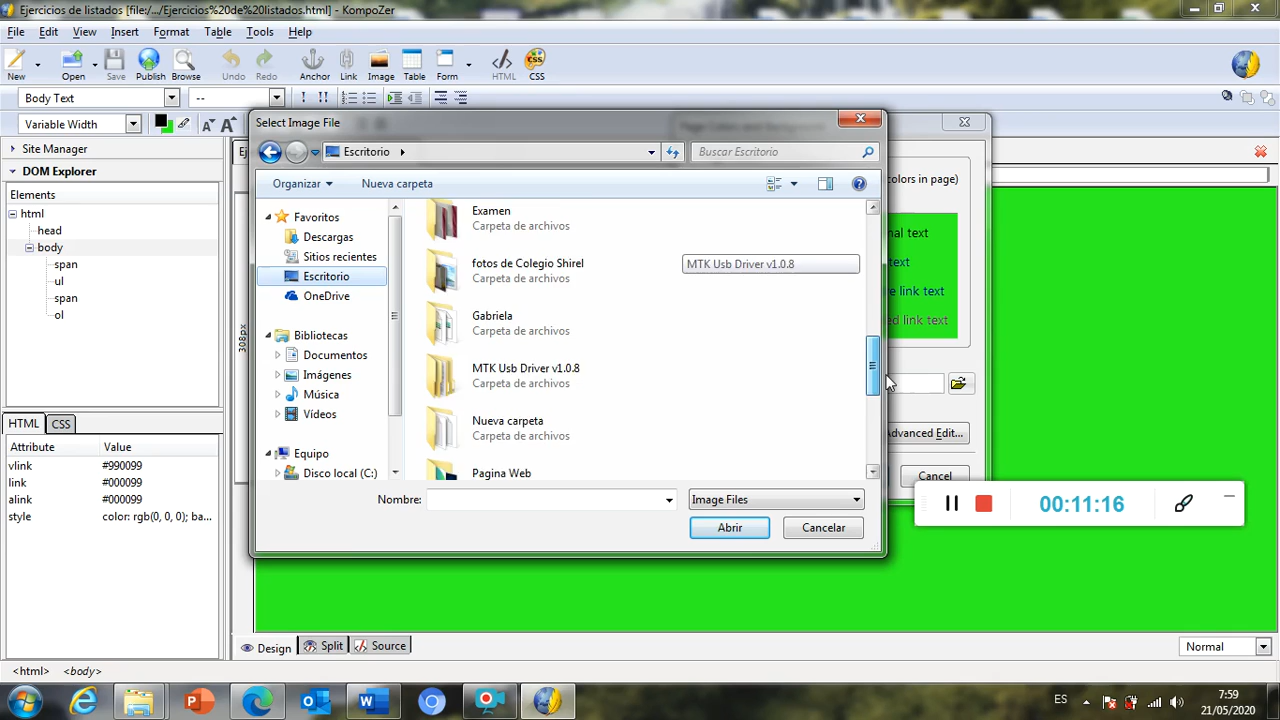 Ejercicios de listados [file:/.../Ejercicios%20de%20listados.html] - KompoZer
File Edit View Insert Format Table Tools Help
New Open Save Publish Browse Undo Redo Anchor Link Image Table Form HTML CSS
Body Text --
Variable Width
Site Manager
DOM Explorer
Elements
html
head
body
span
ul
span
ol
HTML CSS
Attribute Value
vlink #990099
link #000099
alink #000099
style color: rgb(0, 0, 0); ba...
308px
Select Image File
Escritorio
Buscar Escritorio
Organizar Nueva carpeta
Favoritos
Descargas
Sitios recientes
Escritorio
OneDrive
Bibliotecas
Documentos
Imágenes
Música
Vídeos
Equipo
Disco local (C:)
Examen
Carpeta de archivos
fotos de Colegio Shirel
Carpeta de archivos
Gabriela
Carpeta de archivos
MTK Usb Driver v1.0.8
Carpeta de archivos
Nueva carpeta
Carpeta de archivos
Pagina Web
MTK Usb Driver v1.0.8
Nombre: Image Files
Abrir Cancelar
colors in page)
nal text
link text
ed link text
Advanced Edit...
Cancel
00:11:16
Design Split Source
Normal
<html> <body>
ES
7:59
21/05/2020